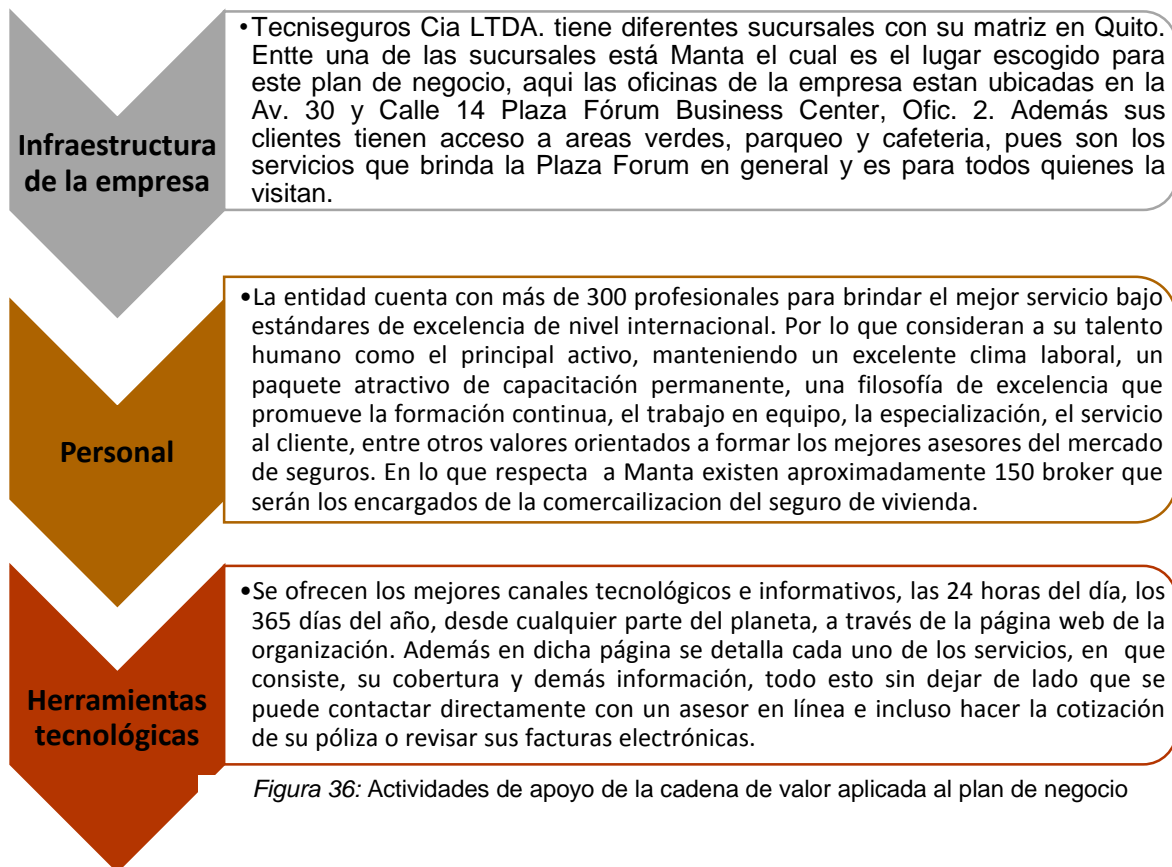 Infraestructura
de la empresa
•Tecniseguros Cia LTDA. tiene diferentes sucursales con su matriz en Quito.
Entte una de las sucursales está Manta el cual es el lugar escogido para
este plan de negocio, aqui las oficinas de la empresa estan ubicadas en la
Av. 30 y Calle 14 Plaza Fórum Business Center, Ofic. 2. Además sus
clientes tienen acceso a areas verdes, parqueo y cafeteria, pues son los
servicios que brinda la Plaza Forum en general y es para todos quienes la
visitan.
Personal
•La entidad cuenta con más de 300 profesionales para brindar el mejor servicio bajo
estándares de excelencia de nivel internacional. Por lo que consideran a su talento
humano como el principal activo, manteniendo un excelente clima laboral, un
paquete atractivo de capacitación permanente, una filosofía de excelencia que
promueve la formación continua, el trabajo en equipo, la especialización, el servicio
al cliente, entre otros valores orientados a formar los mejores asesores del mercado
de seguros. En lo que respecta a Manta existen aproximadamente 150 broker que
serán los encargados de la comercailizacion del seguro de vivienda.
Herramientas
tecnológicas
•Se ofrecen los mejores canales tecnológicos e informativos, las 24 horas del día, los
365 días del año, desde cualquier parte del planeta, a través de la página web de la
organización. Además en dicha página se detalla cada uno de los servicios, en que
consiste, su cobertura y demás información, todo esto sin dejar de lado que se
puede contactar directamente con un asesor en línea e incluso hacer la cotización
de su póliza o revisar sus facturas electrónicas.
Figura 36: Actividades de apoyo de la cadena de valor aplicada al plan de negocio